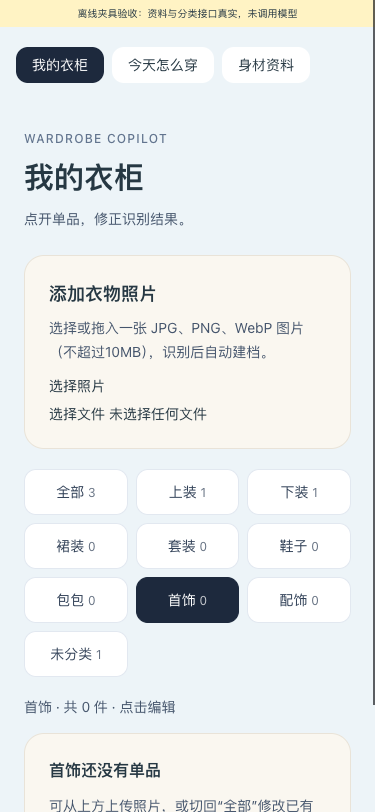 离线夹具验收：资料与分类接口真实，未调用模型
我的衣柜 今天怎么穿 身材资料
WARDROBE COPILOT
我的衣柜
点开单品，修正识别结果。
添加衣物照片
选择或拖入一张 JPG、PNG、WebP 图片
（不超过10MB），识别后自动建档。
选择照片
选择文件 未选择任何文件
全部 3 上装 1 下装 1
裙装 0 套装 0 鞋子 0
包包 0 首饰 0 配饰 0
未分类 1
首饰 · 共 0 件 · 点击编辑
首饰还没有单品
可从上方上传照片，或切回“全部”修改已有